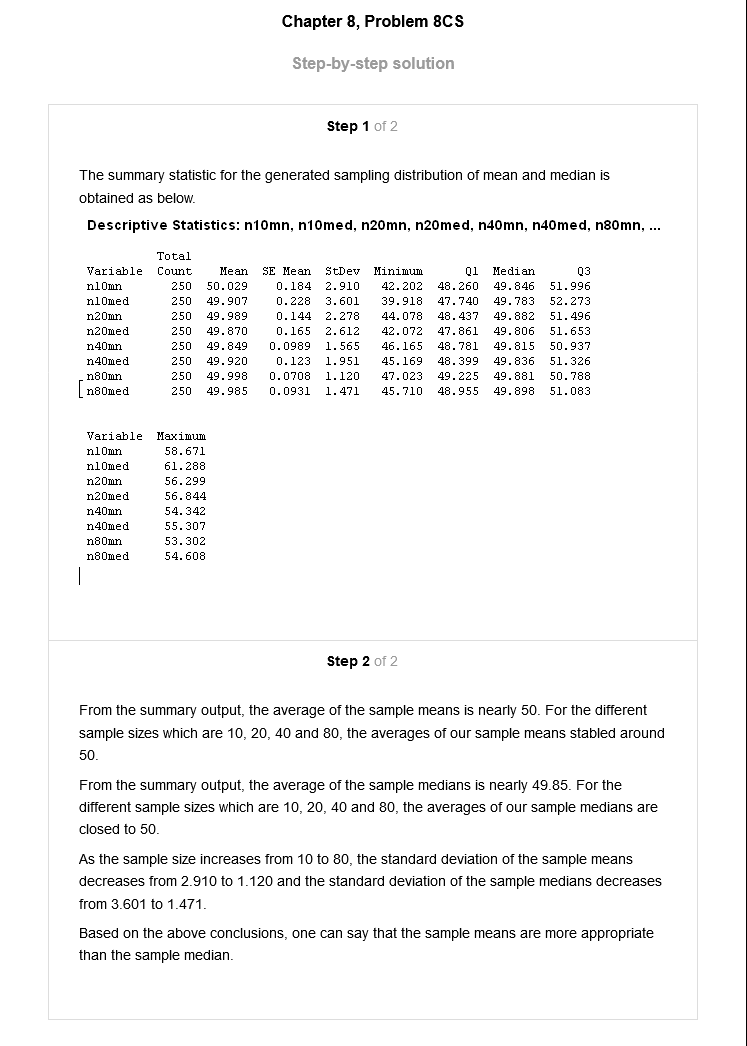 Chapter 8, Problem 8CS
Step-by-step solution
Step 1 of 2
The summary statistic for the generated sampling distribution of mean and median is
obtained as below.
Descriptive Statistics: n10mn, n10med, n20mn, n20med, n40mn, n40med, n80mn, ...
Total
Variable Count Mean SE Mean StDev Minimum Q1 Median Q3
n10mn 250 50.029 0.184 2.910 42.202 48.260 49.846 51.996
n10med 250 49.907 0.228 3.601 39.918 47.740 49.783 52.273
n20mn 250 49.989 0.144 2.278 44.078 48.437 49.882 51.496
n20med 250 49.870 0.165 2.612 42.072 47.861 49.806 51.653
n40mn 250 49.849 0.0989 1.565 46.165 48.781 49.815 50.937
n40med 250 49.920 0.123 1.951 45.169 48.399 49.836 51.326
n80mn 250 49.998 0.0708 1.120 47.023 49.225 49.881 50.788
n80med 250 49.985 0.0931 1.471 45.710 48.955 49.898 51.083
Variable Maximum
n10mn 58.671
n10med 61.288
n20mn 56.299
n20med 56.844
n40mn 54.342
n40med 55.307
n80mn 53.302
n80med 54.608
Step 2 of 2
From the summary output, the average of the sample means is nearly 50. For the different
sample sizes which are 10, 20, 40 and 80, the averages of our sample means stabled around
50.
From the summary output, the average of the sample medians is nearly 49.85. For the
different sample sizes which are 10, 20, 40 and 80, the averages of our sample medians are
closed to 50.
As the sample size increases from 10 to 80, the standard deviation of the sample means
decreases from 2.910 to 1.120 and the standard deviation of the sample medians decreases
from 3.601 to 1.471.
Based on the above conclusions, one can say that the sample means are more appropriate
than the sample median.